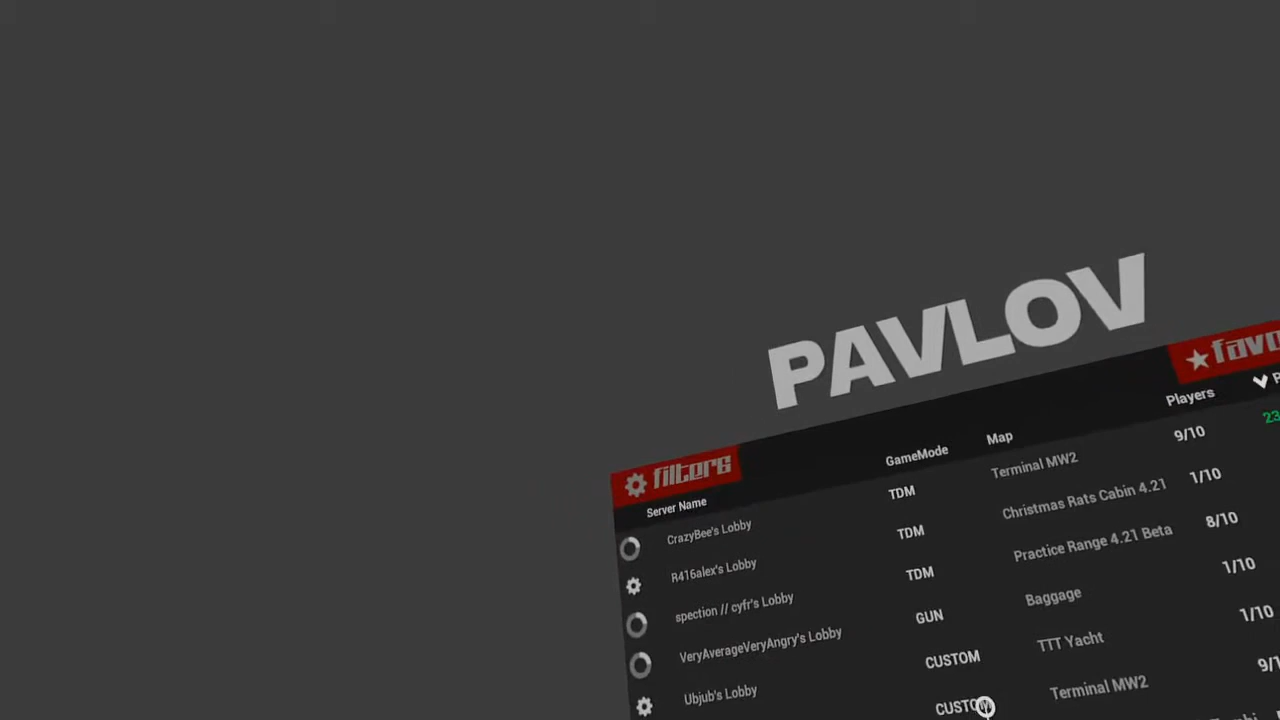 PAVLOV
filters
Server Name GameMode Map Players
CrazyBee's Lobby TDM Terminal MW2 9/10 23
R416alex's Lobby TDM Christmas Rats Cabin 4.21 1/10
spection // cyfr's Lobby TDM Practice Range 4.21 Beta 8/10
VeryAverageVeryAngry's Lobby GUN Baggage 1/10
Ubjub's Lobby CUSTOM TTT Yacht 1/10
CUSTOM Terminal MW2